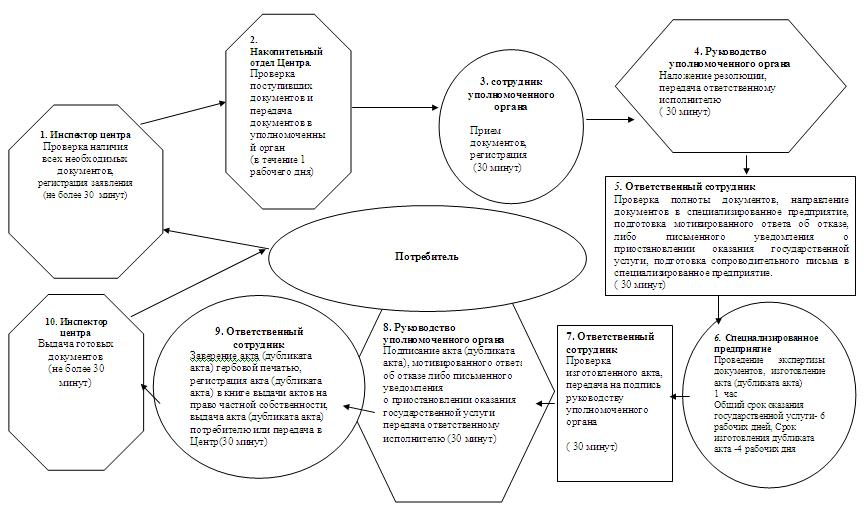 1. Инспектор центра
Проверка наличия
всех необходимых
документов,
регистрация заявления
(не более 30 минут)
2.
Накопительный
отдел Центра.
Проверка
поступивших
документов и
передача
документов в
уполномоченны
й орган
(в течение 1
рабочего дня)
3. сотрудник
уполномоченного
органа
Прием
документов,
регистрация
(30 минут)
4. Руководство
уполномоченного органа
Наложение резолюции,
передача ответственному
исполнителю
( 30 минут)
5. Ответственный сотрудник
Проверка полноты документов, направление
документов в специализированное предприятие,
подготовка мотивированного ответа об отказе,
либо письменного уведомления о
приостановлении оказания государственной
услуги, подготовка сопроводительного письма в
специализированное предприятие.
( 30 минут)
Потребитель
6. Специализированное
предприятие
Проведение экспертизы
документов, изготовление
акта (дубликата акта)
1 час
Общий срок оказания
государственной услуги- 6
рабочих дней, Срок
изготовления дубликата
акта -4 рабочих дня
7. Ответственный
сотрудник
Проверка
изготовленного акта,
передача на подпись
руководству
уполномоченного
органа
( 30 минут)
8. Руководство
уполномоченного органа
Подписание акта (дубликата
акта), мотивированного ответа
об отказе либо письменного
уведомления
о приостановлении оказания
государственной услуги
передача ответственному
исполнителю (30 минут)
9. Ответственный
сотрудник
Заверение акта (дубликата
акта) гербовой печатью,
регистрация акта (дубликата
акта) в книге выдачи актов на
право частной собственности,
выдача акта (дубликата акта)
потребителю или передача в
Центр(30 минут)
10. Инспектор
центра
Выдача готовых
документов
(не более 30
минут)